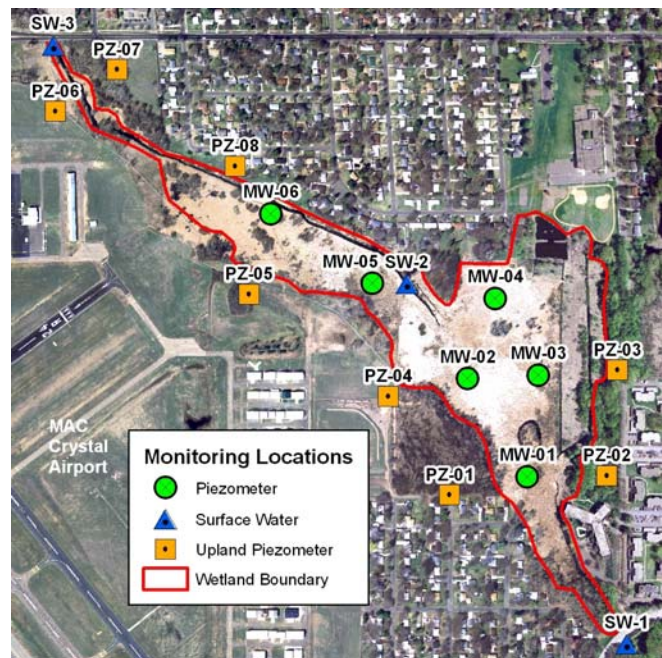 SW-3
PZ-07
PZ-06
PZ-08
MW-06
MW-05
SW-2
MW-04
PZ-05
MW-02
MW-03
PZ-03
PZ-04
MAC
Crystal
Airport
MW-01
PZ-01
PZ-02
Monitoring Locations
Piezometer
Surface Water
Upland Piezometer
Wetland Boundary
SW-1